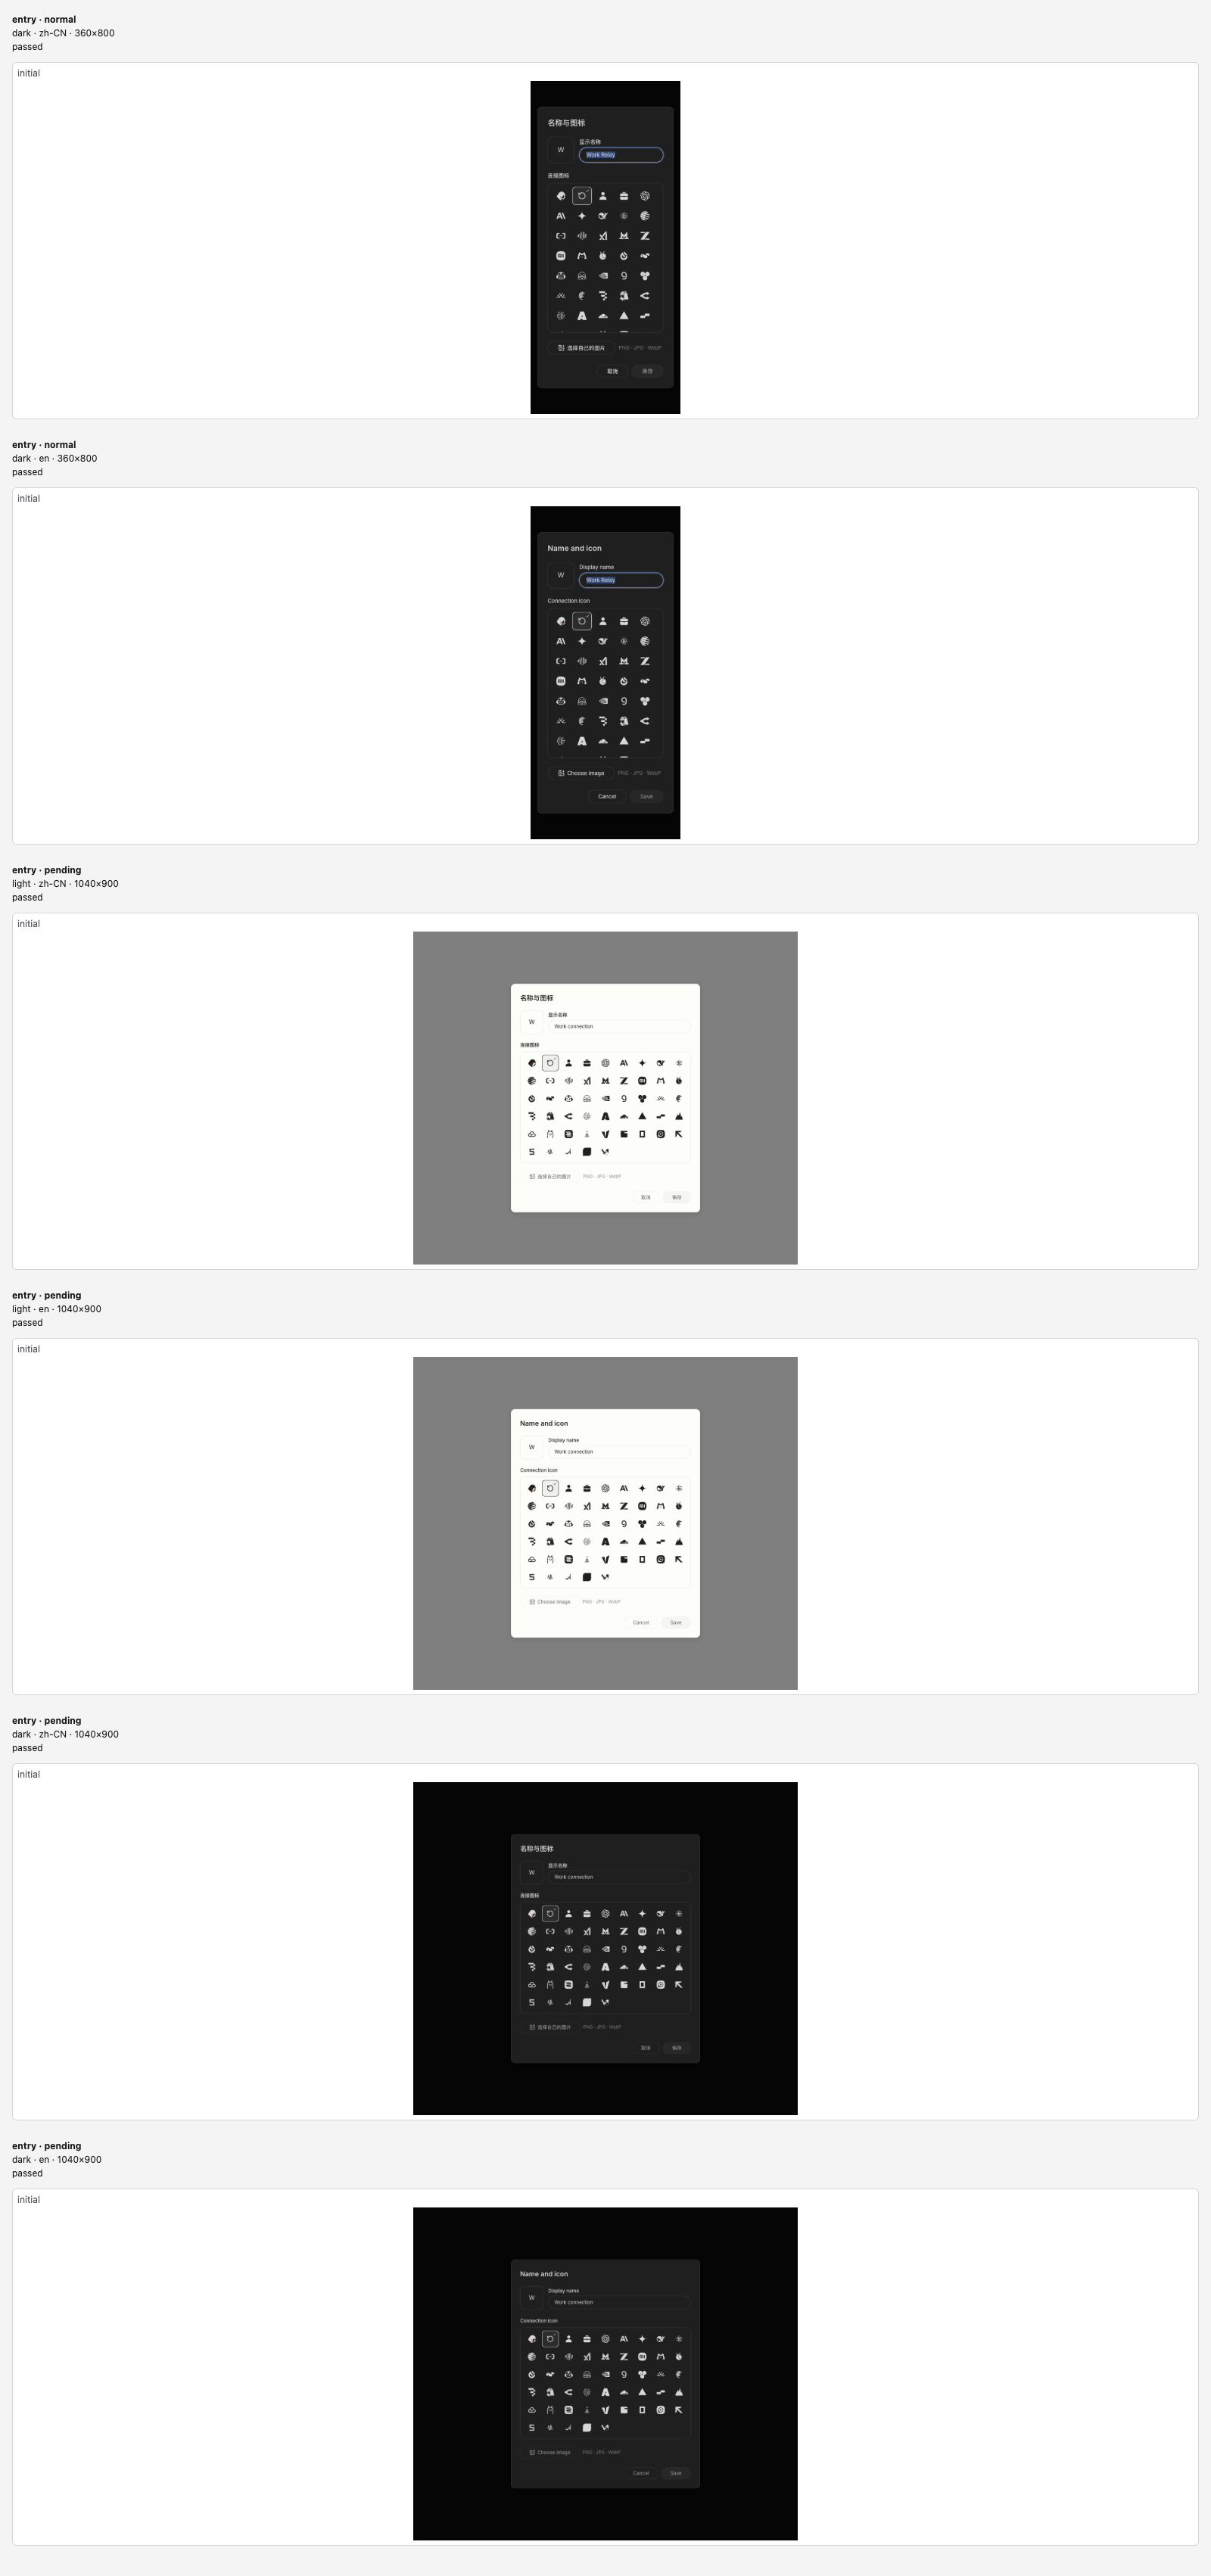 entry · normal
dark · zh-CN · 360×800
passed
initial
名称与图标
显示名称
W
Work Relay
连接图标
选择自己的图片 PNG · JPG · WebP
取消 保存
entry · normal
dark · en · 360×800
passed
initial
Name and icon
Display name
W
Work Relay
Connection icon
Choose image PNG · JPG · WebP
Cancel Save
entry · pending
light · zh-CN · 1040×900
passed
initial
名称与图标
显示名称
W
Work connection
连接图标
选择自己的图片 PNG · JPG · WebP
取消 保存
entry · pending
light · en · 1040×900
passed
initial
Name and icon
Display name
W
Work connection
Connection icon
Choose image PNG · JPG · WebP
Cancel Save
entry · pending
dark · zh-CN · 1040×900
passed
initial
名称与图标
显示名称
W
Work connection
连接图标
选择自己的图片 PNG · JPG · WebP
取消 保存
entry · pending
dark · en · 1040×900
passed
initial
Name and icon
Display name
W
Work connection
Connection icon
Choose image PNG · JPG · WebP
Cancel Save